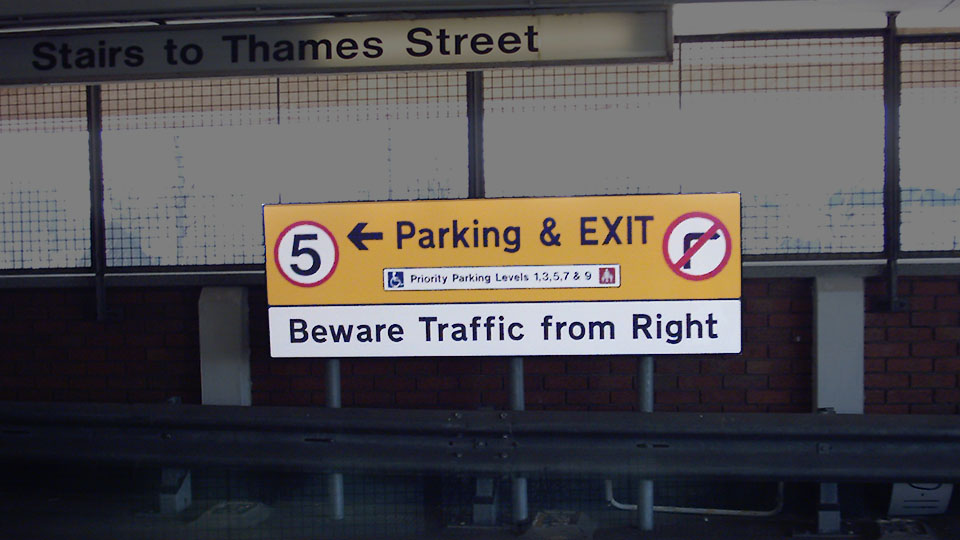 Stairs to Thames Street
5 ← Parking & EXIT
Priority Parking Levels 1,3,5,7 & 9
Beware Traffic from Right